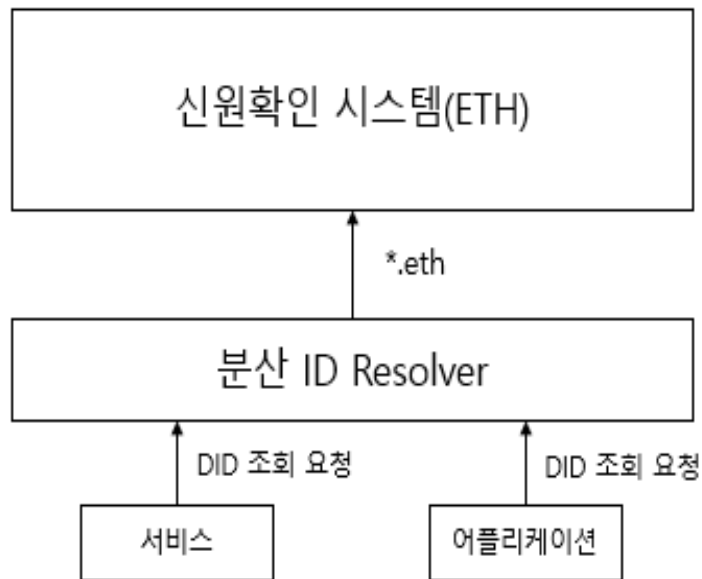 신원확인 시스템(ETH)
*.eth
분산 ID Resolver
DID 조회 요청
DID 조회 요청
서비스
어플리케이션